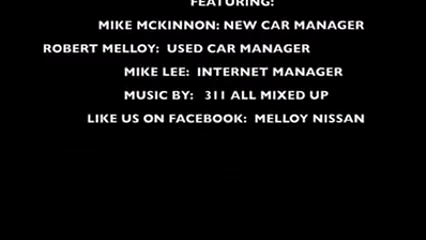 FEATURING:
MIKE MCKINNON: NEW CAR MANAGER
ROBERT MELLOY: USED CAR MANAGER
MIKE LEE: INTERNET MANAGER
MUSIC BY: 311 ALL MIXED UP
LIKE US ON FACEBOOK: MELLOY NISSAN